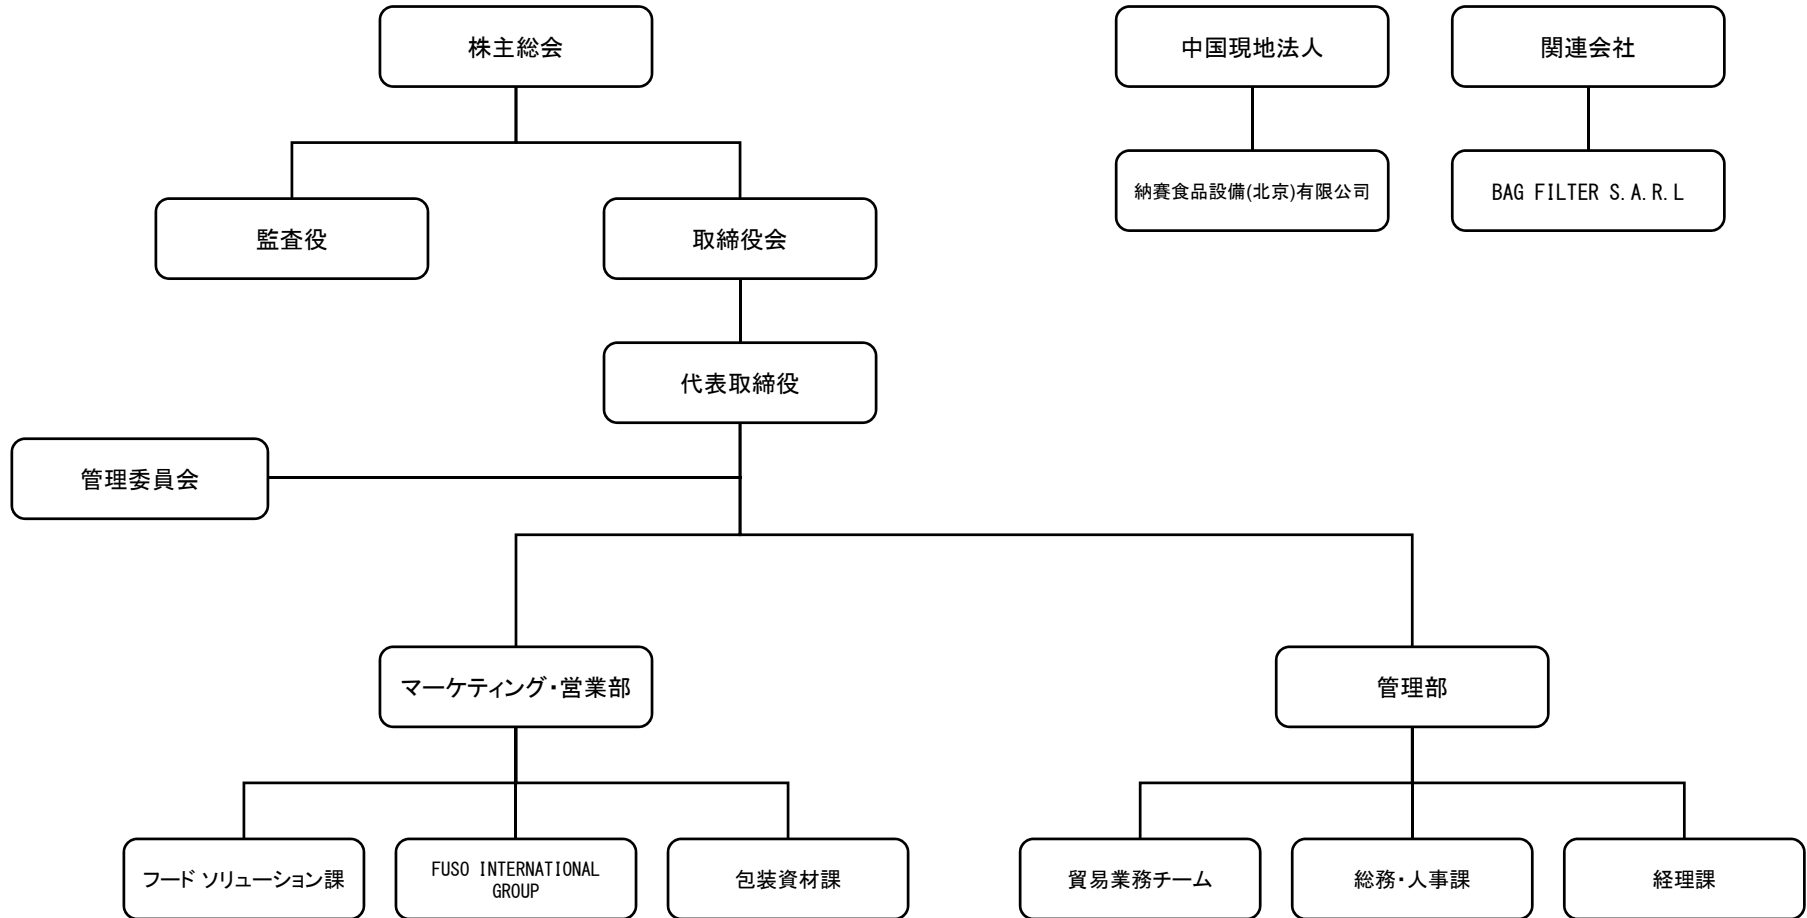 株主総会
中国現地法人
関連会社
納賽食品設備(北京)有限公司
BAG FILTER S.A.R.L
監査役
取締役会
代表取締役
管理委員会
マーケティング・営業部
管理部
フード ソリューション課
FUSO INTERNATIONAL
GROUP
包装資材課
貿易業務チーム
総務・人事課
経理課